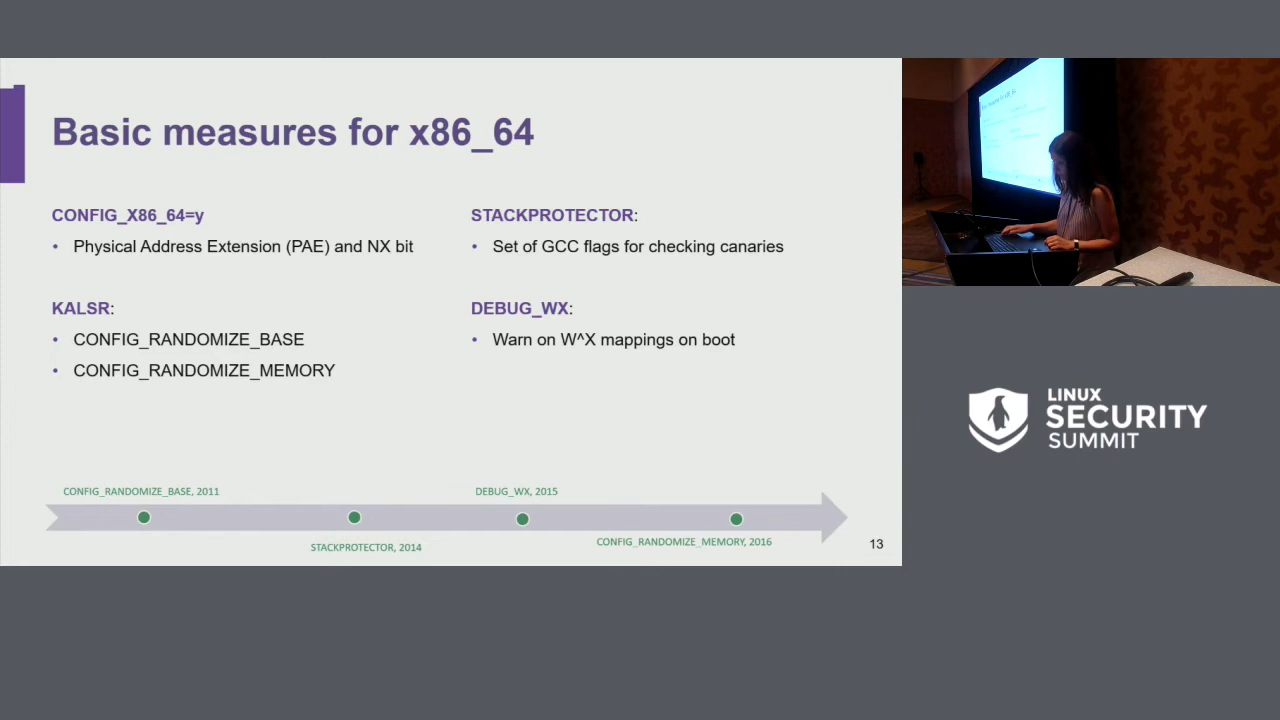 Basic measures for x86_64
CONFIG_X86_64=y
• Physical Address Extension (PAE) and NX bit
KALSR:
• CONFIG_RANDOMIZE_BASE
• CONFIG_RANDOMIZE_MEMORY
STACKPROTECTOR:
• Set of GCC flags for checking canaries
DEBUG_WX:
• Warn on W^X mappings on boot
CONFIG_RANDOMIZE_BASE, 2011
STACKPROTECTOR, 2014
DEBUG_WX, 2015
CONFIG_RANDOMIZE_MEMORY, 2016
13
LINUX
SECURITY
SUMMIT